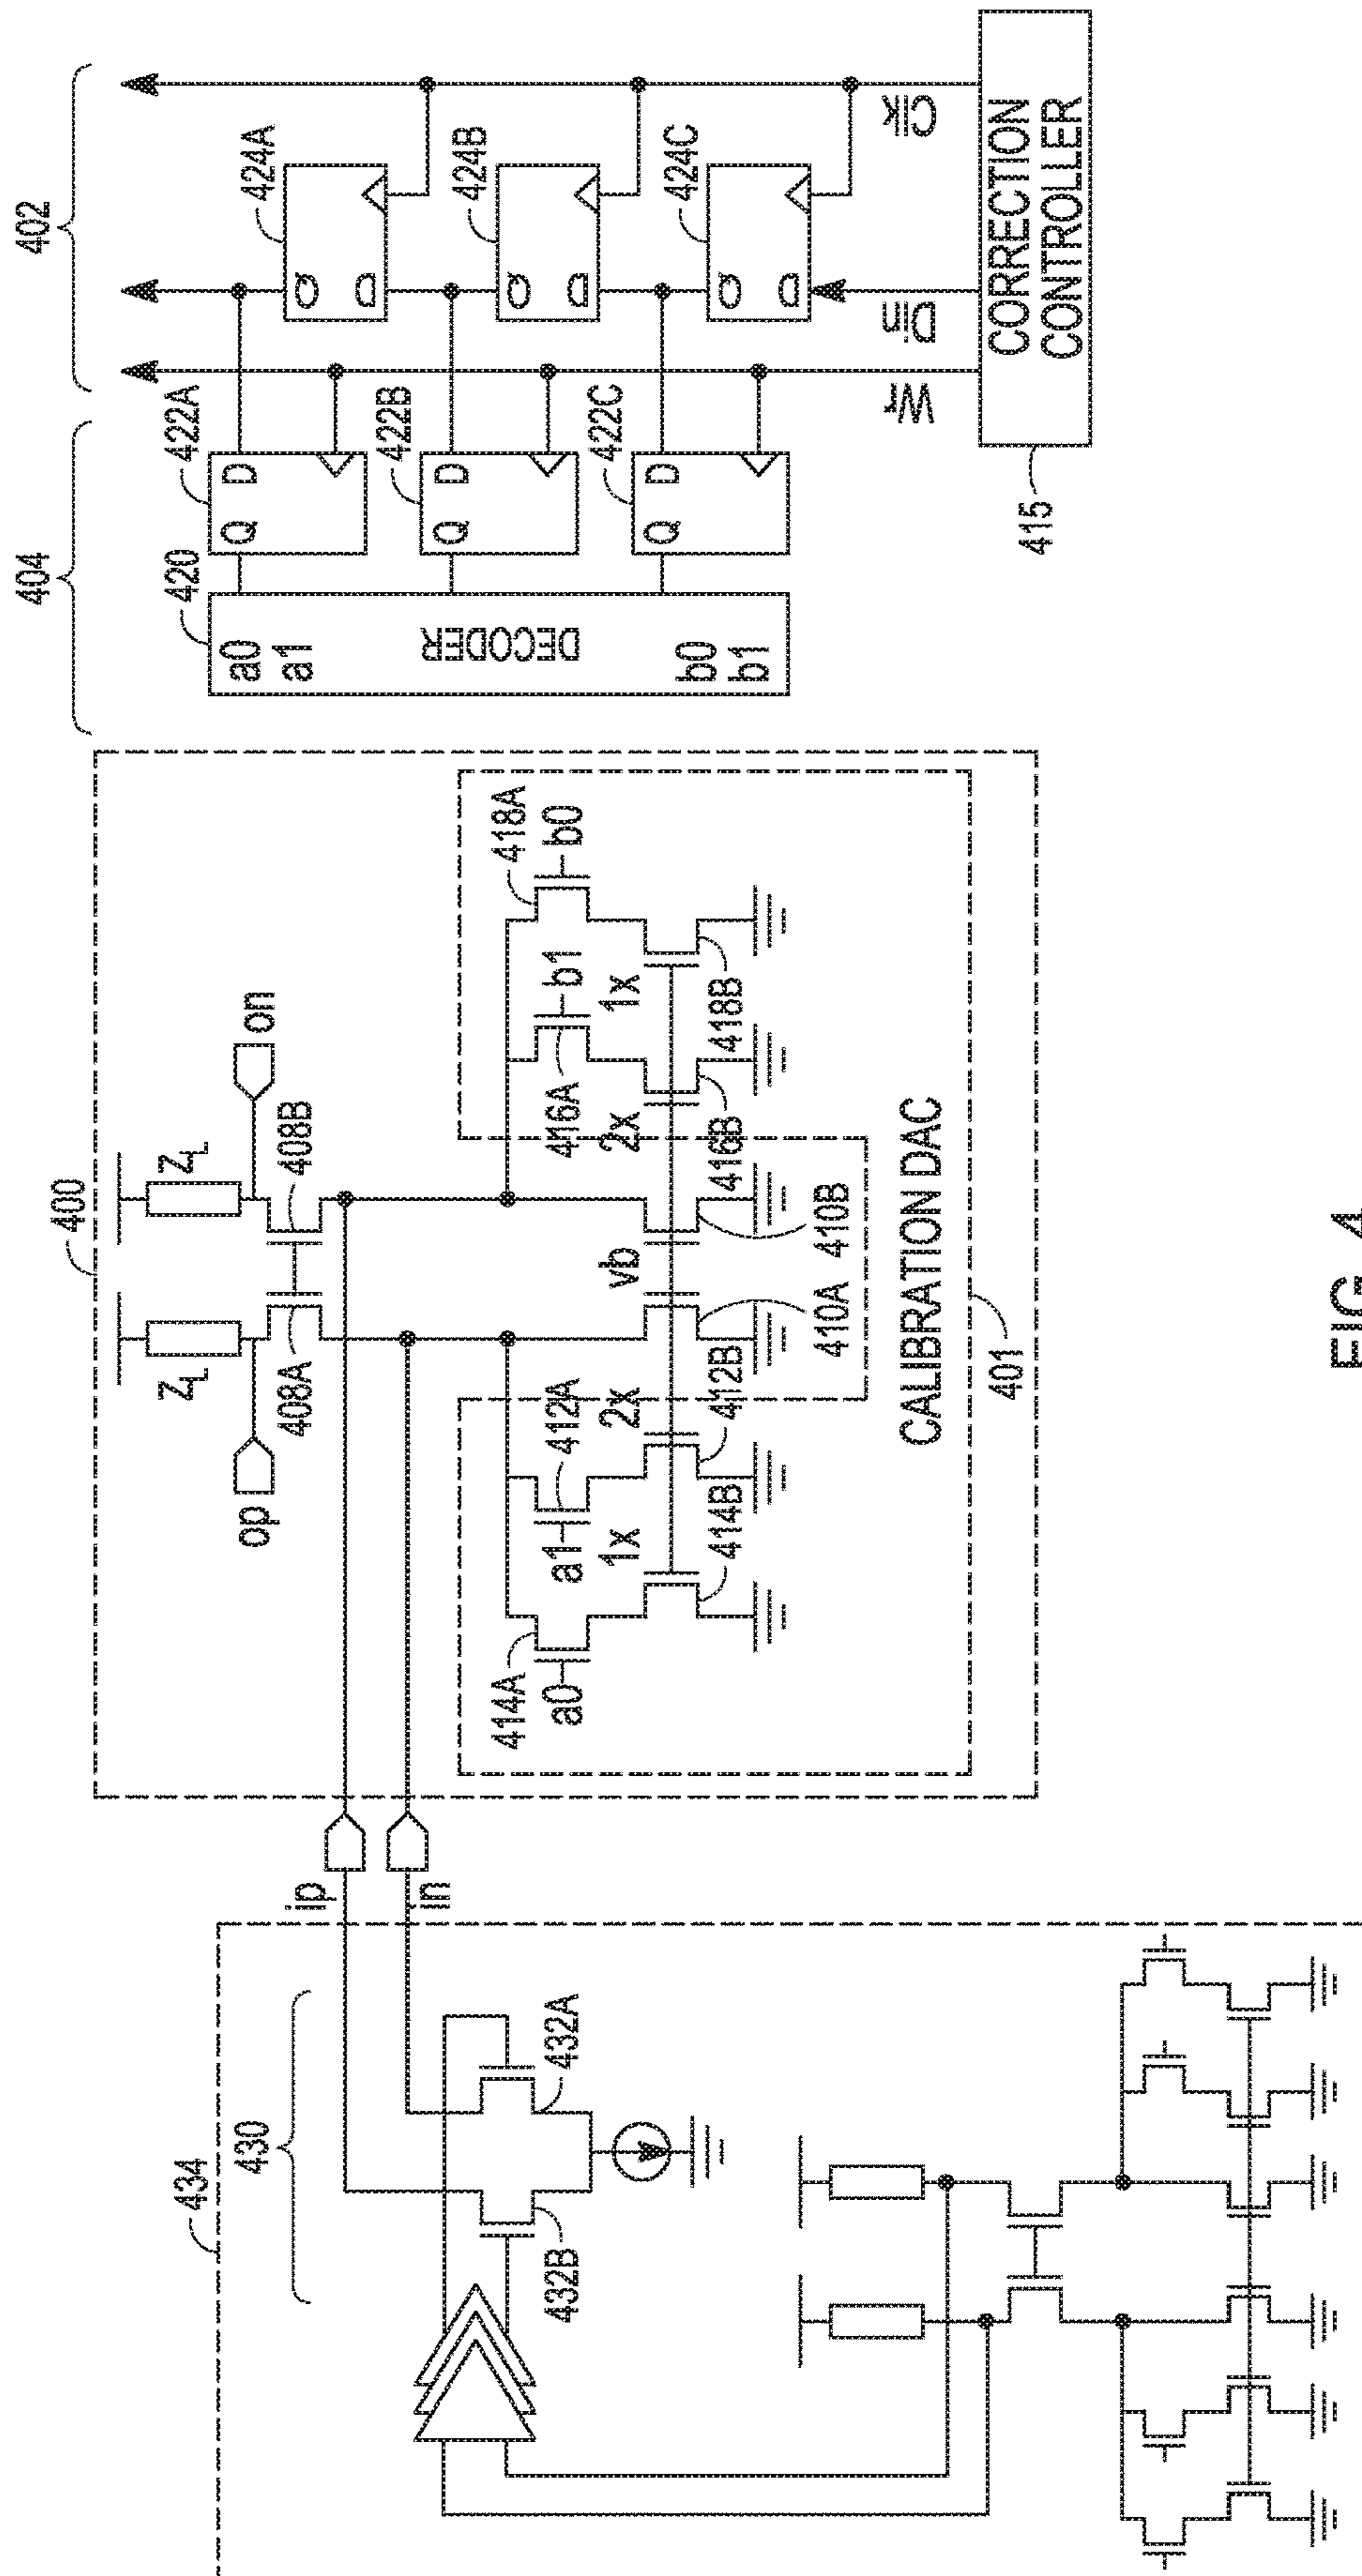 434
430
432B
432A
ip
in
400
op
on
Z_L
Z_L
408A
408B
414A
a0
a1
412A
1x
2x
414B
412B
vb
410A
410B
416A
b1
418A
b0
2x
1x
416B
418B
CALIBRATION DAC
401
404
402
420
a0
a1
DECODER
b0
b1
422A
Q
D
422B
Q
D
422C
Q
D
424A
Q
D
424B
Q
D
424C
Q
D
Wr
Din
Clk
CORRECTION
CONTROLLER
415
FIG. 4